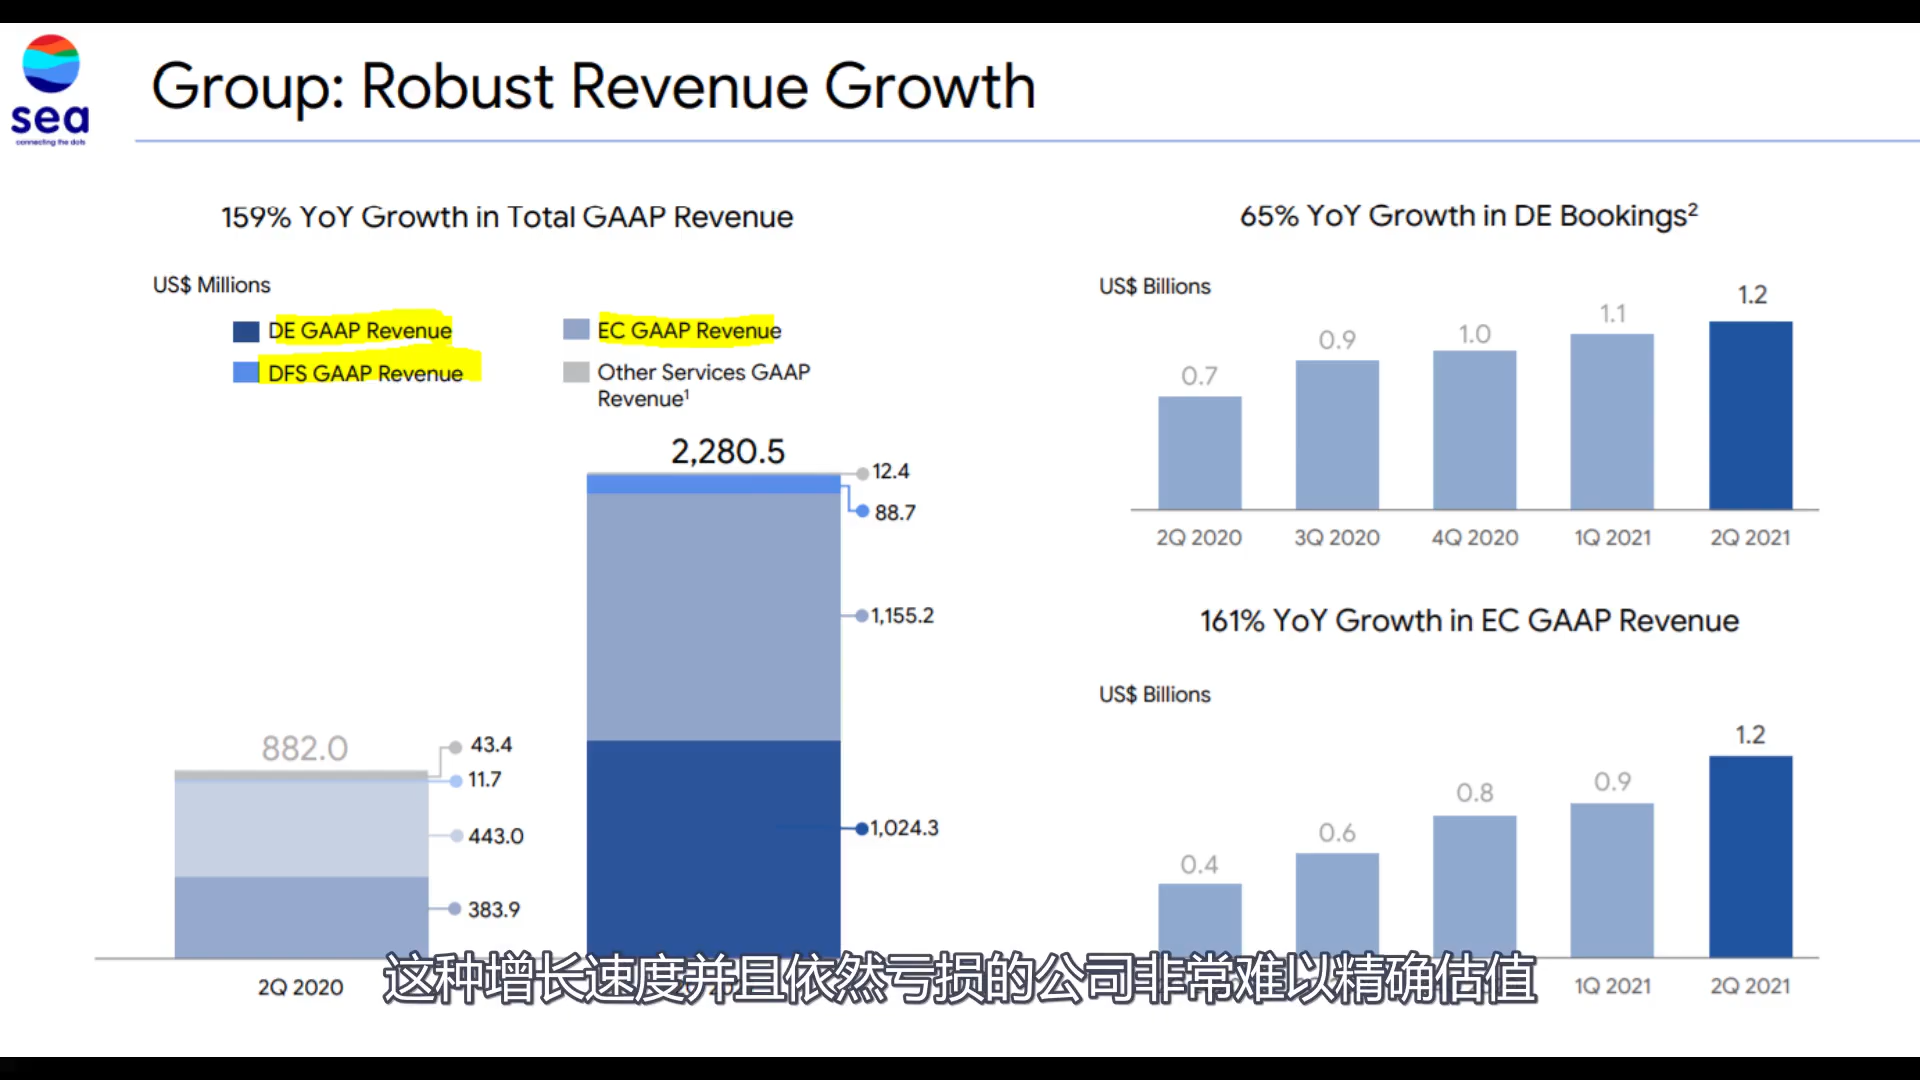 sea
connecting the dots
Group: Robust Revenue Growth
159% YoY Growth in Total GAAP Revenue
US$ Millions
DE GAAP Revenue
EC GAAP Revenue
DFS GAAP Revenue
Other Services GAAP
Revenue¹
2,280.5
12.4
88.7
1,155.2
1,024.3
882.0
43.4
11.7
443.0
383.9
2Q 2020
65% YoY Growth in DE Bookings²
US$ Billions
0.7
0.9
1.0
1.1
1.2
2Q 2020
3Q 2020
4Q 2020
1Q 2021
2Q 2021
161% YoY Growth in EC GAAP Revenue
US$ Billions
0.4
0.6
0.8
0.9
1.2
1Q 2021
2Q 2021
这种增长速度并且依然亏损的公司非常难以精确估值